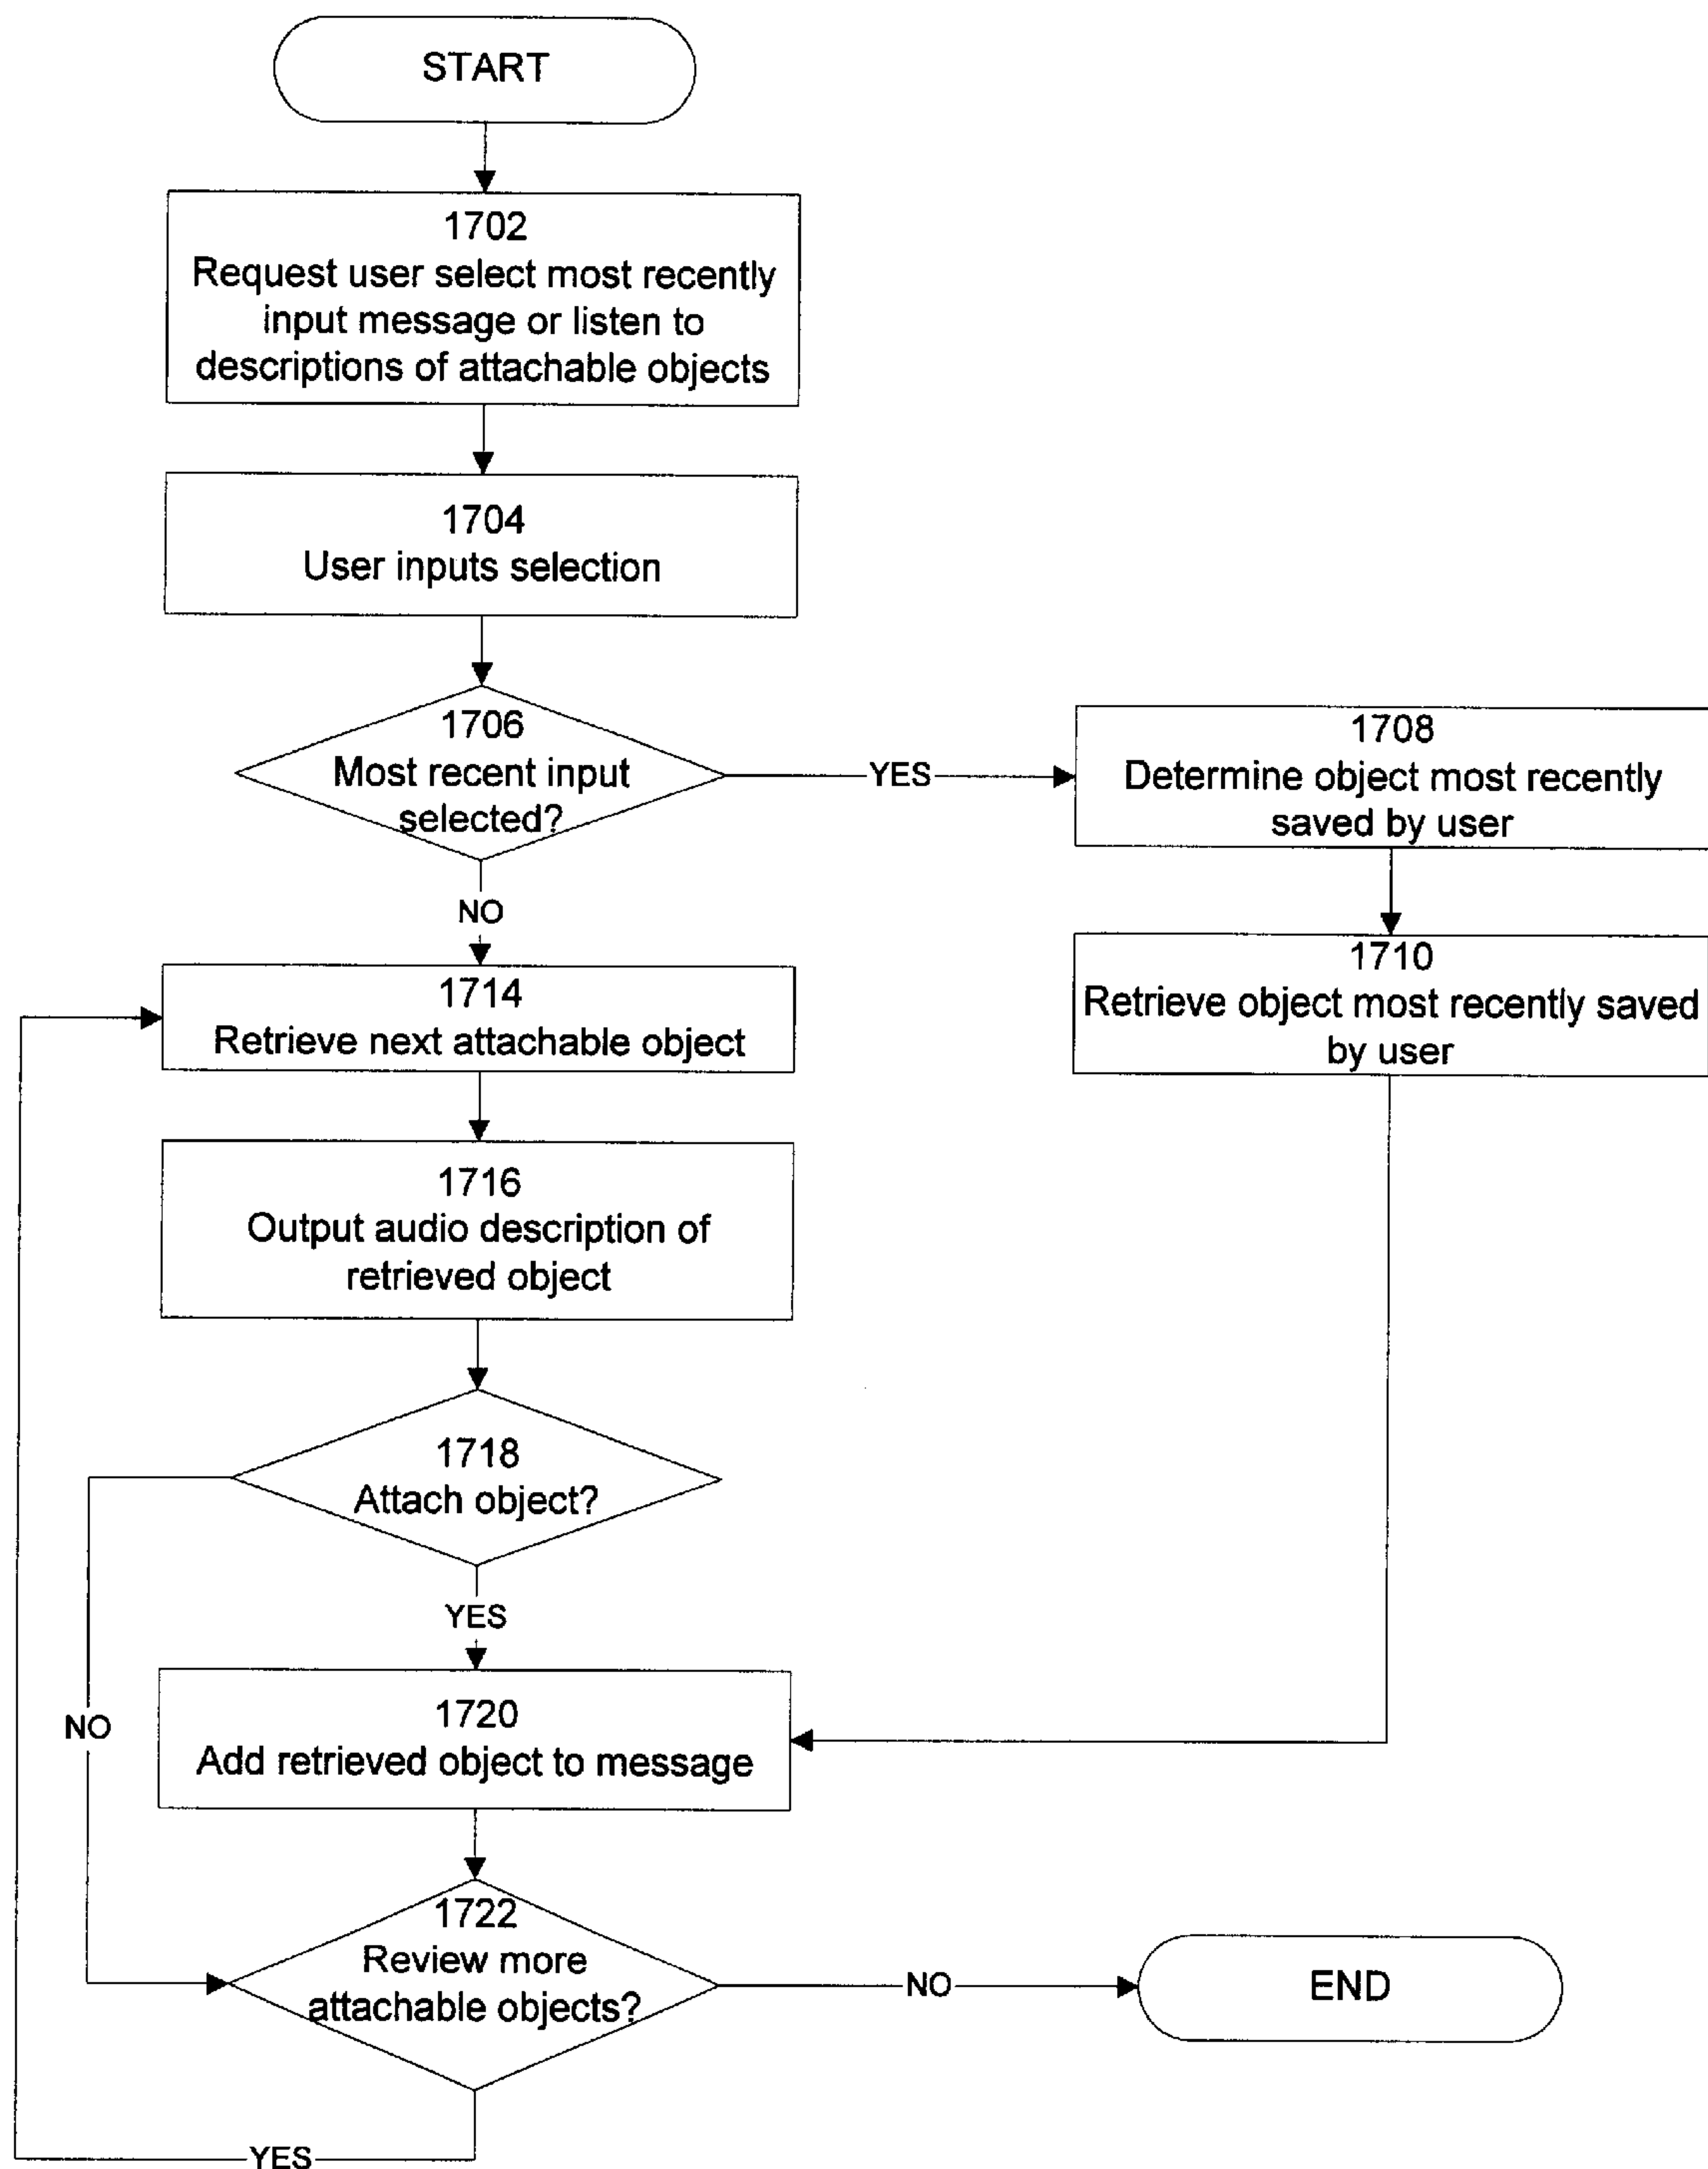 START
1702
Request user select most recently
input message or listen to
descriptions of attachable objects
1704
User inputs selection
1706
Most recent input
selected?
YES
1708
Determine object most recently
saved by user
NO
1710
Retrieve object most recently saved
by user
1714
Retrieve next attachable object
1716
Output audio description of
retrieved object
1718
Attach object?
YES
NO
1720
Add retrieved object to message
1722
Review more
attachable objects?
NO
END
YES